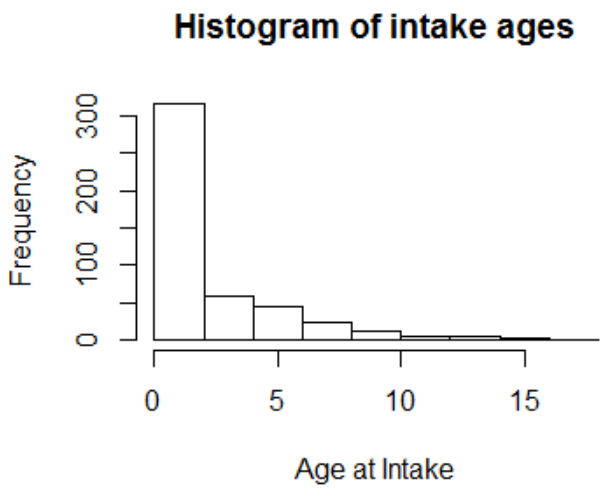 Histogram of intake ages
Frequency
300
200
100
0
0 5 10 15
Age at Intake